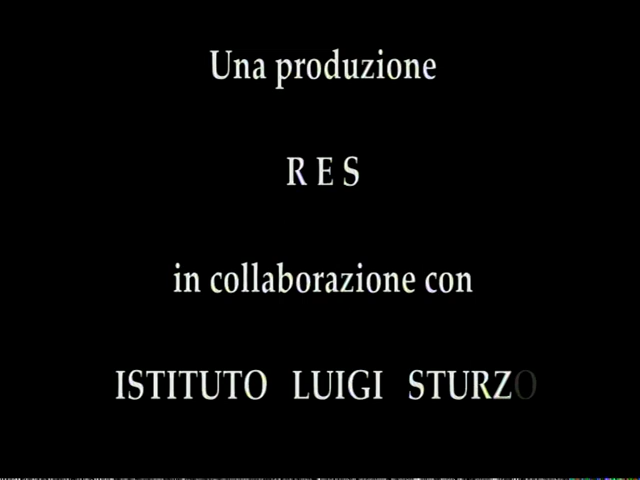 Una produzione
R E S
in collaborazione con
ISTITUTO LUIGI STURZO